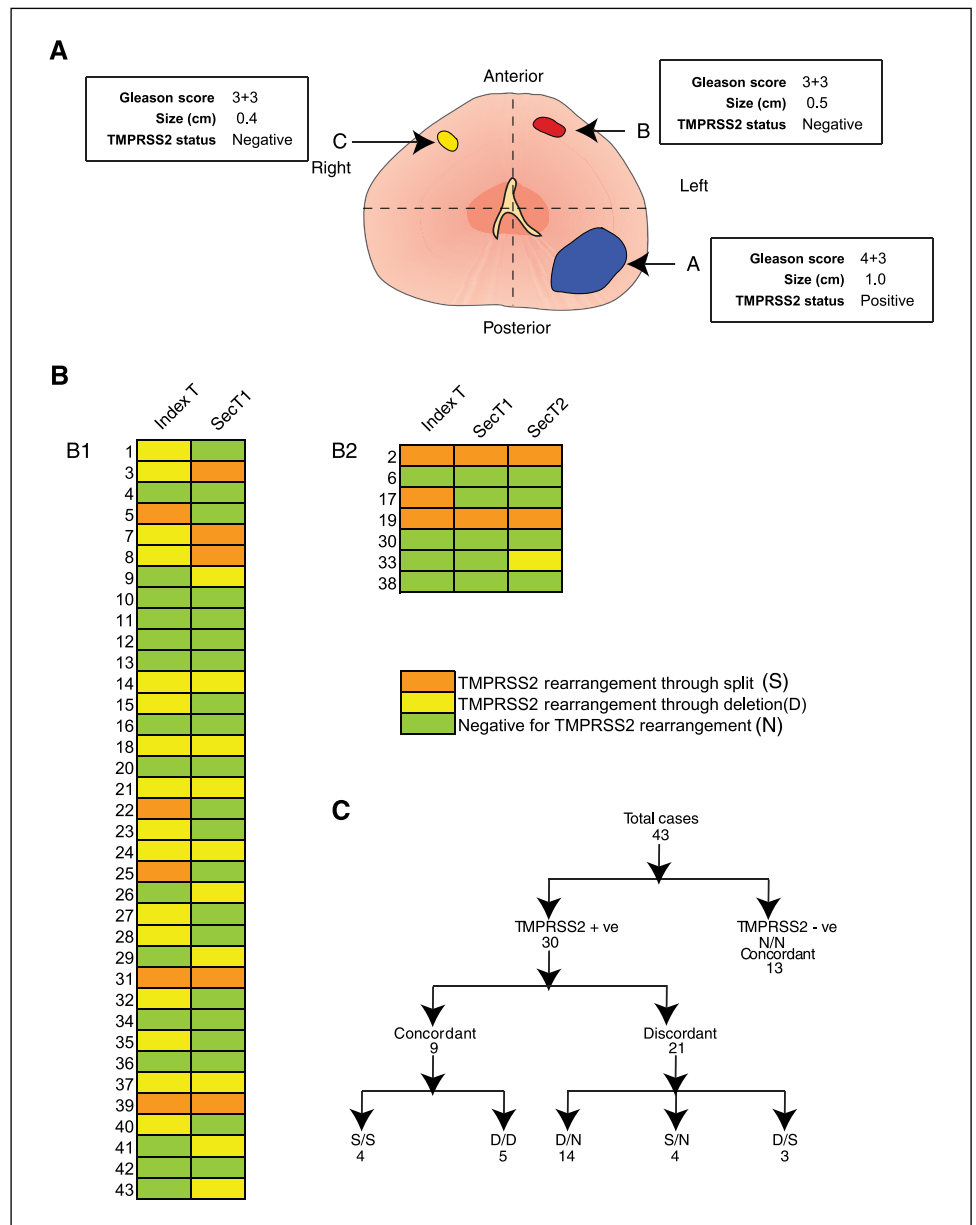 A
Anterior
Gleason score 3+3
Size (cm) 0.4
TMPRSS2 status Negative
C
Right
Gleason score 3+3
Size (cm) 0.5
TMPRSS2 status Negative
B
Left
Gleason score 4+3
Size (cm) 1.0
TMPRSS2 status Positive
A
Posterior
B
B1
Index T SecT1
1
3
4
5
7
8
9
10
11
12
13
14
15
16
18
20
21
22
23
24
25
26
27
28
29
31
32
34
35
36
37
39
40
41
42
43
B2
Index T SecT1 SecT2
2
6
17
19
30
33
38
TMPRSS2 rearrangement through split (S)
TMPRSS2 rearrangement through deletion(D)
Negative for TMPRSS2 rearrangement (N)
C
Total cases
43
TMPRSS2 + ve
30
TMPRSS2 - ve
N/N
Concordant
13
Concordant
9
Discordant
21
S/S
4
D/D
5
D/N
14
S/N
4
D/S
3